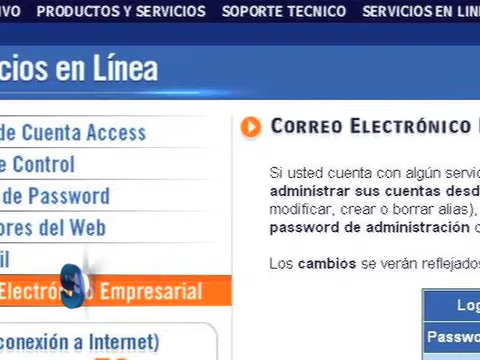 PRODUCTOS Y SERVICIOS SOPORTE TECNICO SERVICIOS EN LIN
cios en Línea
de Cuenta Access
e Control
de Password
ores del Web
il
Empresarial
conexión a Internet)
CORREO ELECTRÓNICO
Si usted cuenta con algún servic
administrar sus cuentas desd
modificar, crear o borrar alias),
password de administración
Los cambios se verán reflejados
Log
Passwo